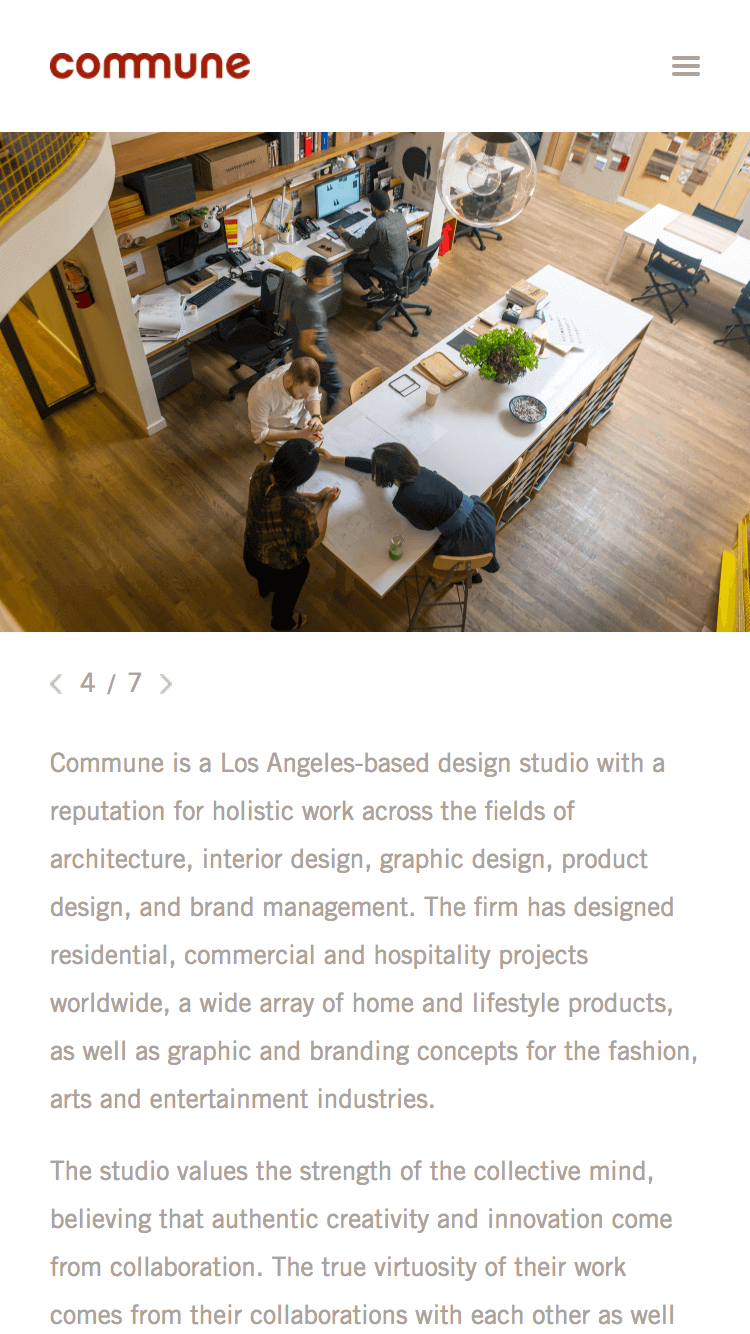 commune
4 / 7
Commune is a Los Angeles-based design studio with a
reputation for holistic work across the fields of
architecture, interior design, graphic design, product
design, and brand management. The firm has designed
residential, commercial and hospitality projects
worldwide, a wide array of home and lifestyle products,
as well as graphic and branding concepts for the fashion,
arts and entertainment industries.
The studio values the strength of the collective mind,
believing that authentic creativity and innovation come
from collaboration. The true virtuosity of their work
comes from their collaborations with each other as well